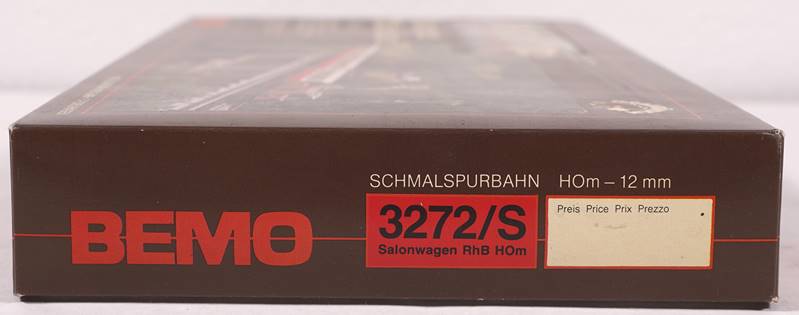 SCHMALSPURBAHN HOm – 12 mm
BEMO
3272/S
Salonwagen RhB HOm
Preis Price Prix Prezzo